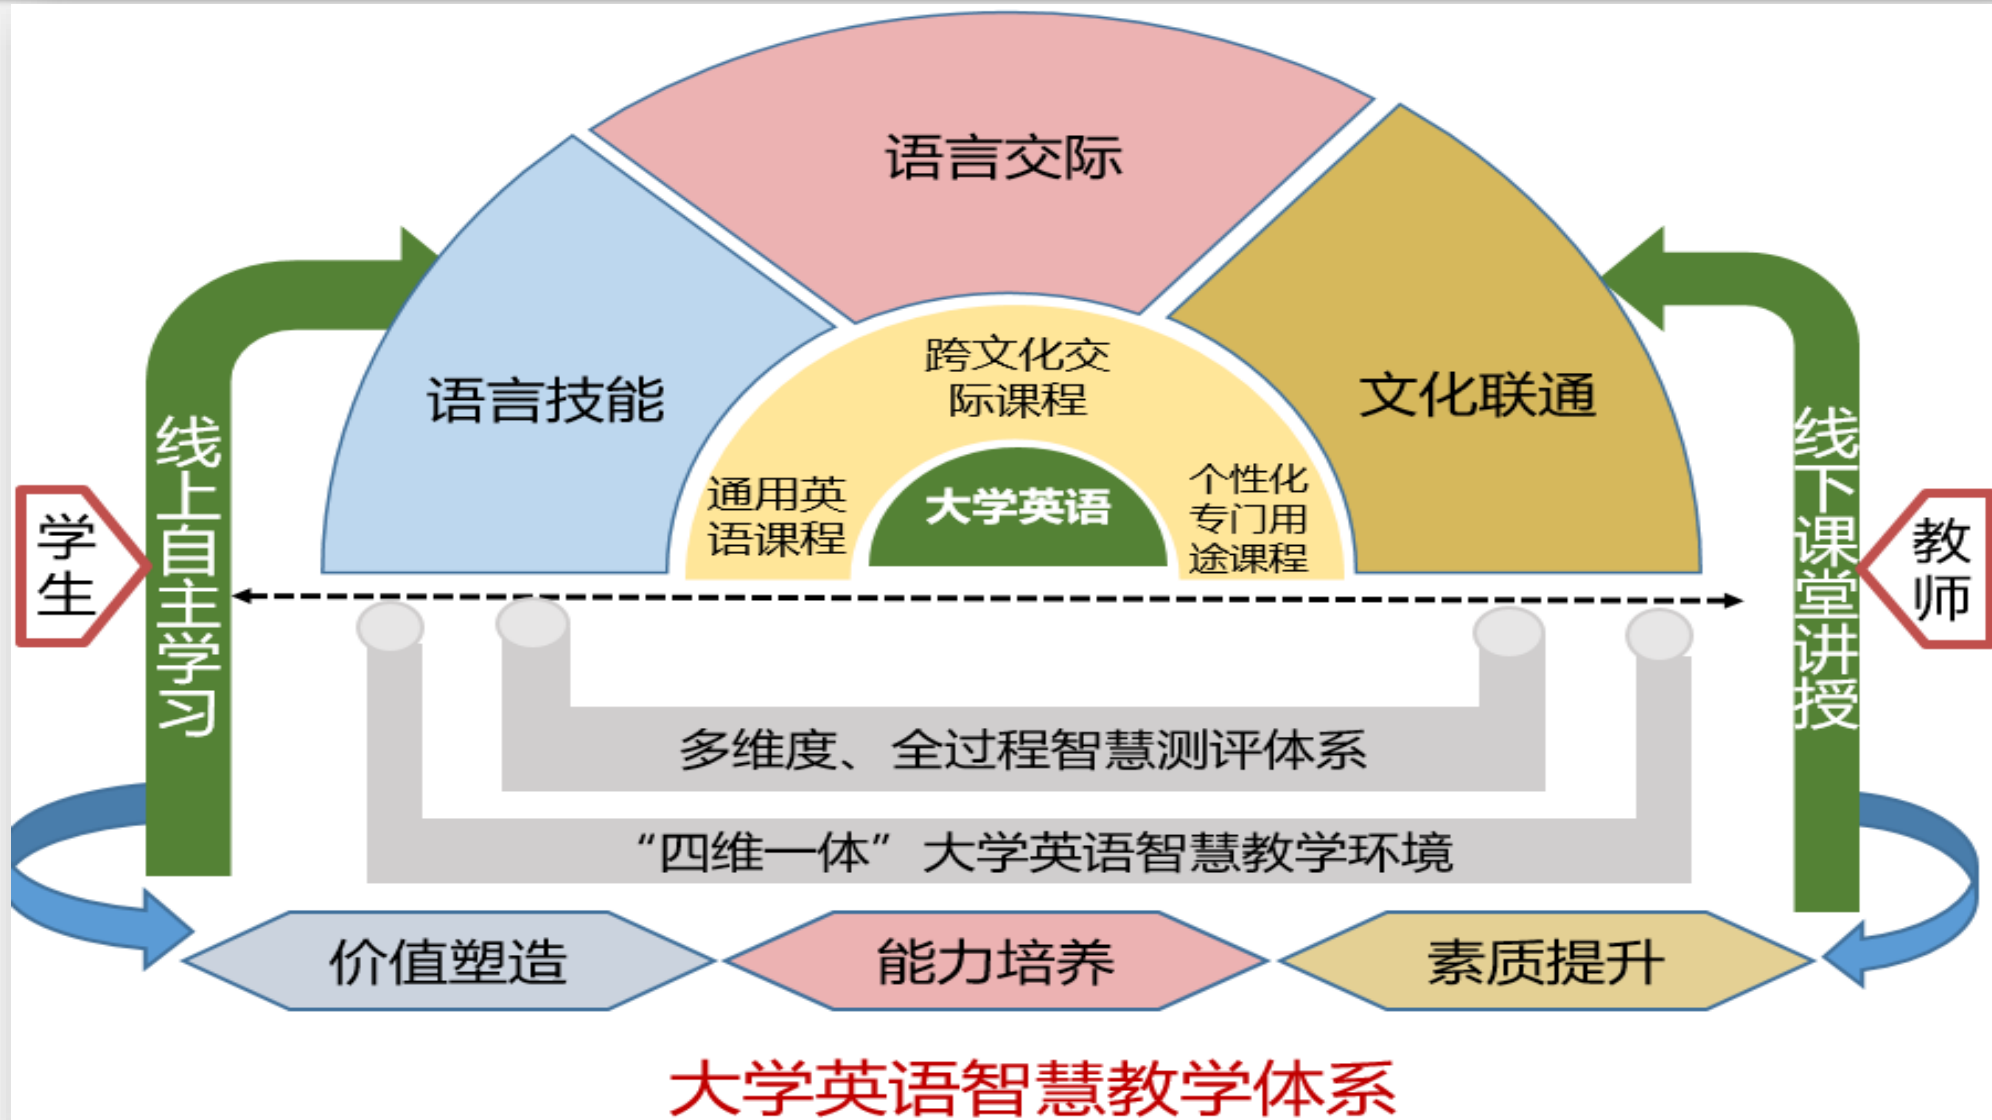 语言交际
语言技能
文化联通
跨文化交
际课程
通用英
语课程
大学英语
个性化
专门用
途课程
学生
线上自主学习
线下课堂讲授
教师
多维度、全过程智慧测评体系
“四维一体”大学英语智慧教学环境
价值塑造
能力培养
素质提升
大学英语智慧教学体系